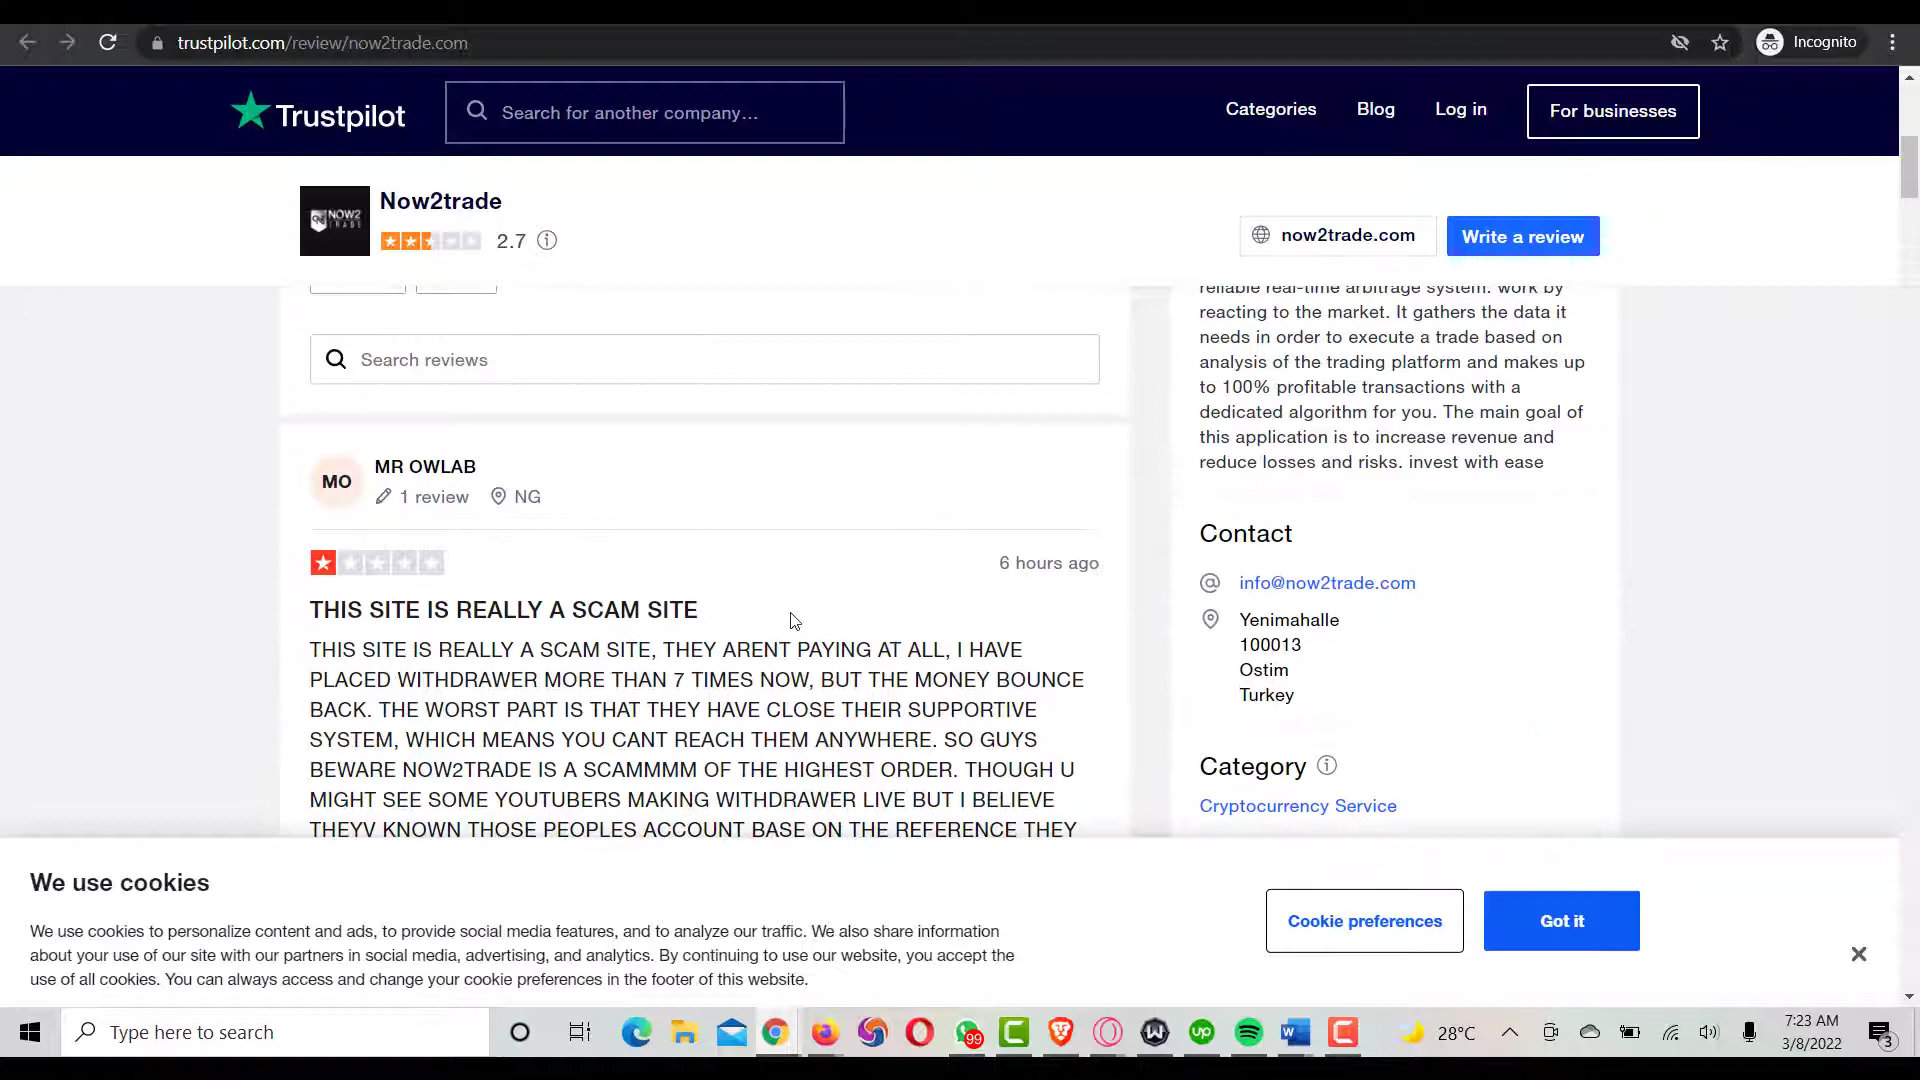 trustpilot.com/review/now2trade.com
Incognito
Trustpilot
Search for another company...
Categories
Blog
Log in
For businesses
NOW2
TRADE
Now2trade
2.7
now2trade.com
Write a review
Search reviews
MO
MR OWLAB
1 review
NG
6 hours ago
THIS SITE IS REALLY A SCAM SITE
THIS SITE IS REALLY A SCAM SITE, THEY ARENT PAYING AT ALL, I HAVE
PLACED WITHDRAWER MORE THAN 7 TIMES NOW, BUT THE MONEY BOUNCE
BACK. THE WORST PART IS THAT THEY HAVE CLOSE THEIR SUPPORTIVE
SYSTEM, WHICH MEANS YOU CANT REACH THEM ANYWHERE. SO GUYS
BEWARE NOW2TRADE IS A SCAMMMM OF THE HIGHEST ORDER. THOUGH U
MIGHT SEE SOME YOUTUBERS MAKING WITHDRAWER LIVE BUT I BELIEVE
THEYV KNOWN THOSE PEOPLES ACCOUNT BASE ON THE REFERENCE THEY
reliable real-time arbitrage system. work by
reacting to the market. It gathers the data it
needs in order to execute a trade based on
analysis of the trading platform and makes up
to 100% profitable transactions with a
dedicated algorithm for you. The main goal of
this application is to increase revenue and
reduce losses and risks. invest with ease
Contact
info@now2trade.com
Yenimahalle
100013
Ostim
Turkey
Category
Cryptocurrency Service
We use cookies
We use cookies to personalize content and ads, to provide social media features, and to analyze our traffic. We also share information
about your use of our site with our partners in social media, advertising, and analytics. By continuing to use our website, you accept the
use of all cookies. You can always access and change your cookie preferences in the footer of this website.
Cookie preferences
Got it
Type here to search
99
up
28°C
7:23 AM
3/8/2022
3